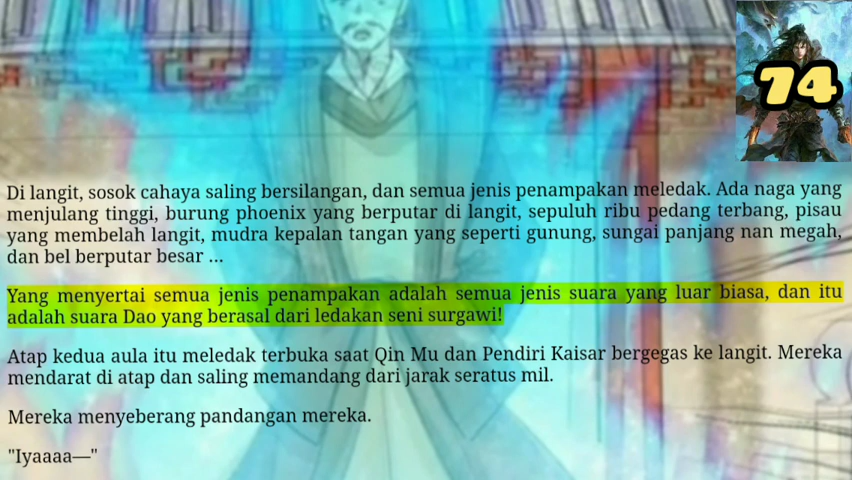 74
Di langit, sosok cahaya saling bersilangan, dan semua jenis penampakan meledak. Ada naga yang
menjulang tinggi, burung phoenix yang berputar di langit, sepuluh ribu pedang terbang, pisau
yang membelah langit, mudra kepalan tangan yang seperti gunung, sungai panjang nan megah,
dan bel berputar besar ...
Yang menyertai semua jenis penampakan adalah semua jenis suara yang luar biasa, dan itu
adalah suara Dao yang berasal dari ledakan seni surgawi!
Atap kedua aula itu meledak terbuka saat Qin Mu dan Pendiri Kaisar bergegas ke langit. Mereka
mendarat di atap dan saling memandang dari jarak seratus mil.
Mereka menyeberang pandangan mereka.
"Iyaaaa—"